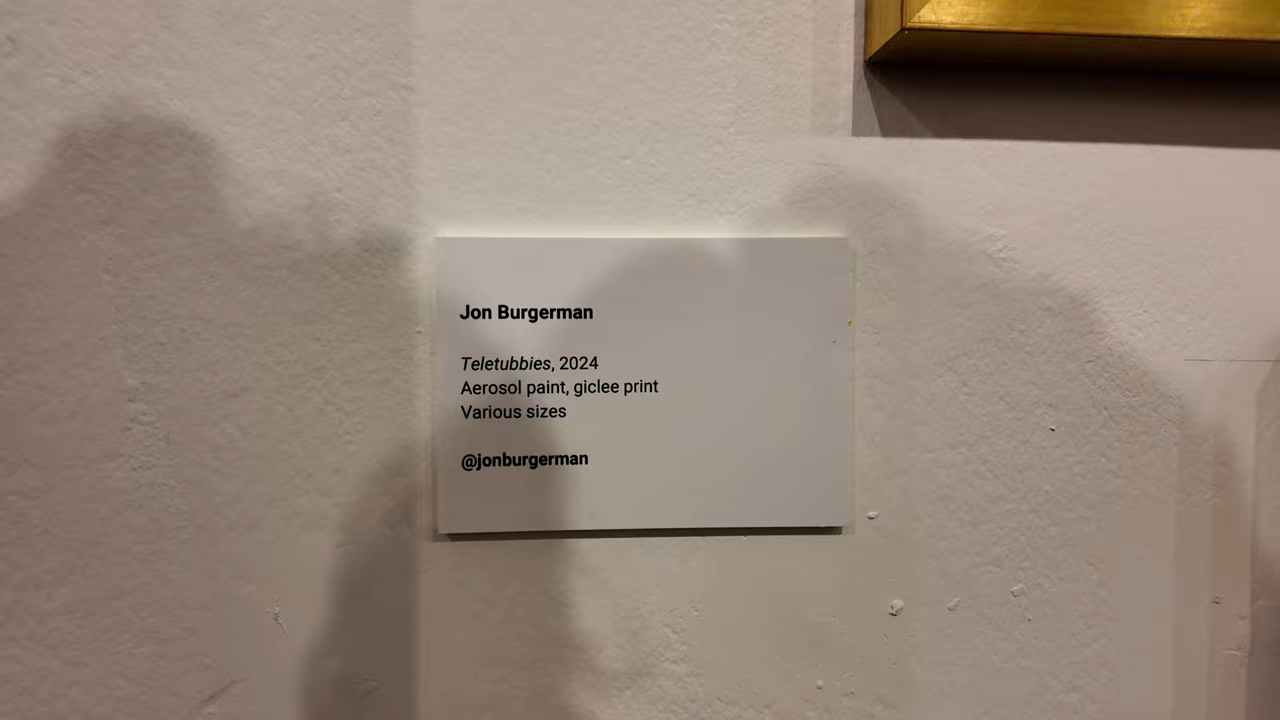 Jon Burgerman
Teletubbies, 2024
Aerosol paint, giclee print
Various sizes
@jonburgerman